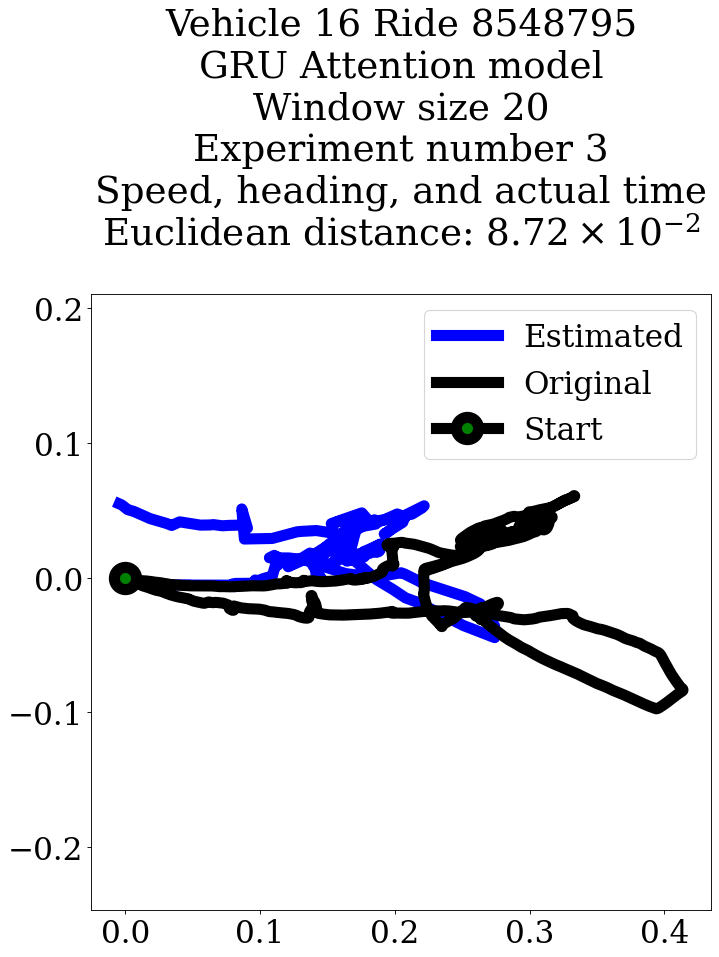 Vehicle 16 Ride 8548795
GRU Attention model
Window size 20
Experiment number 3
Speed, heading, and actual time
Euclidean distance: 8.72 × 10⁻²
Estimated
Original
Start
0.2
0.1
0.0
−0.1
−0.2
0.0 0.1 0.2 0.3 0.4